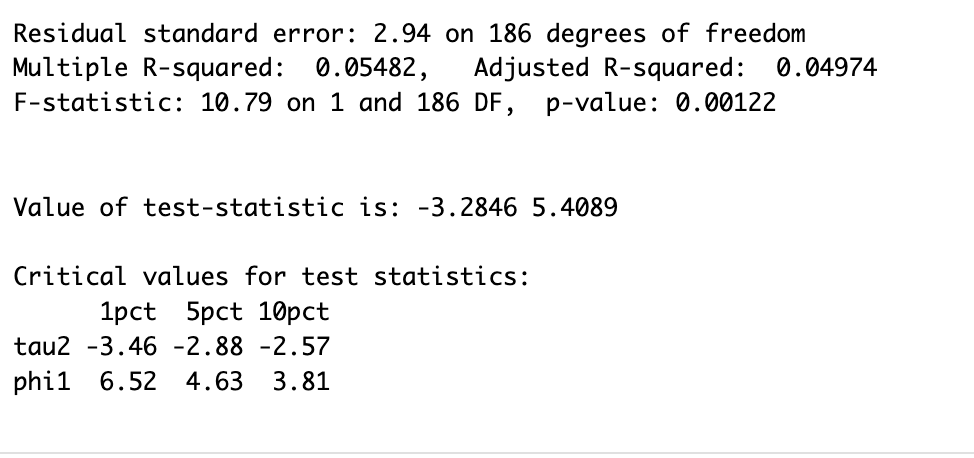 Residual standard error: 2.94 on 186 degrees of freedom
Multiple R-squared:  0.05482,   Adjusted R-squared:  0.04974
F-statistic: 10.79 on 1 and 186 DF,  p-value: 0.00122
Value of test-statistic is: -3.2846 5.4089
Critical values for test statistics:
      1pct  5pct 10pct
tau2 -3.46 -2.88 -2.57
phi1  6.52  4.63  3.81